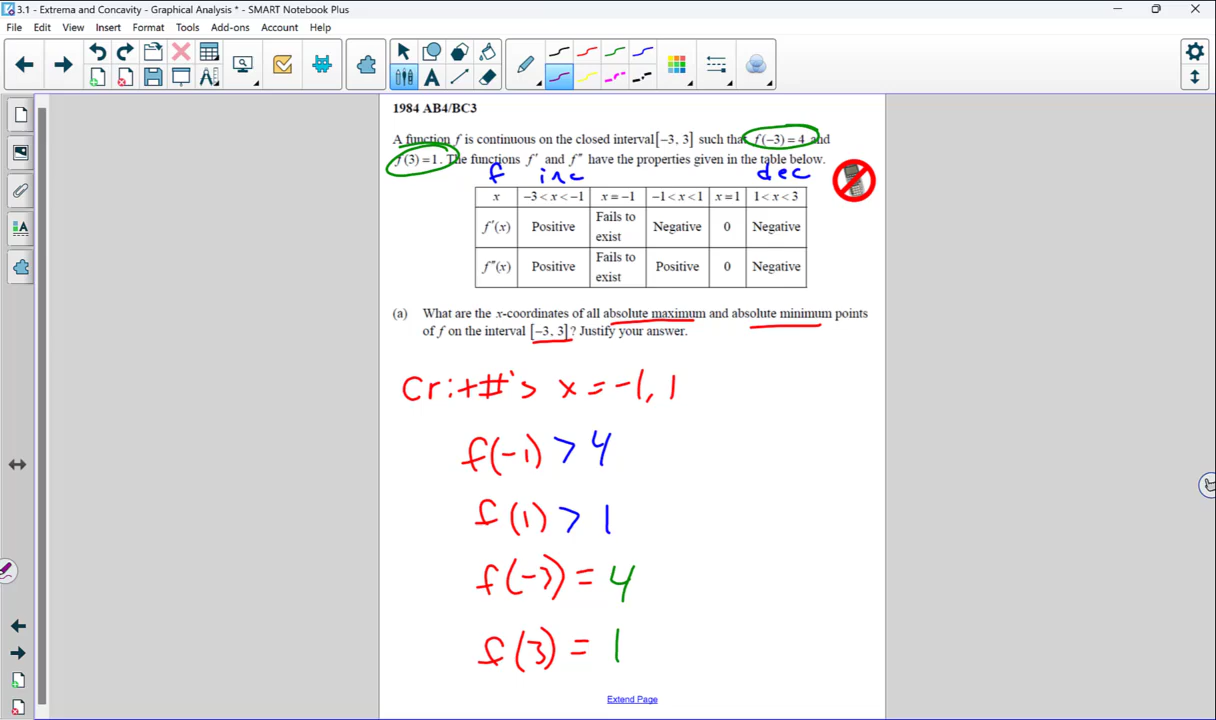 3.1 - Extrema and Concavity - Graphical Analysis * - SMART Notebook Plus
File Edit View Insert Format Tools Add-ons Account Help
1984 AB4/BC3
A function f is continuous on the closed interval [−3, 3] such that f(−3) = 4 and
f(3) = 1. The functions f′ and f″ have the properties given in the table below.
f inc dec
x −3 < x < −1 x = −1 −1 < x < 1 x = 1 1 < x < 3
f′(x) Positive Fails to exist Negative 0 Negative
f″(x) Positive Fails to exist Positive 0 Negative
(a) What are the x-coordinates of all absolute maximum and absolute minimum points
of f on the interval [−3, 3]? Justify your answer.
Crit #'s x = -1, 1
f(-1) > 4
f(1) > 1
f(-3) = 4
f(3) = 1
Extend Page